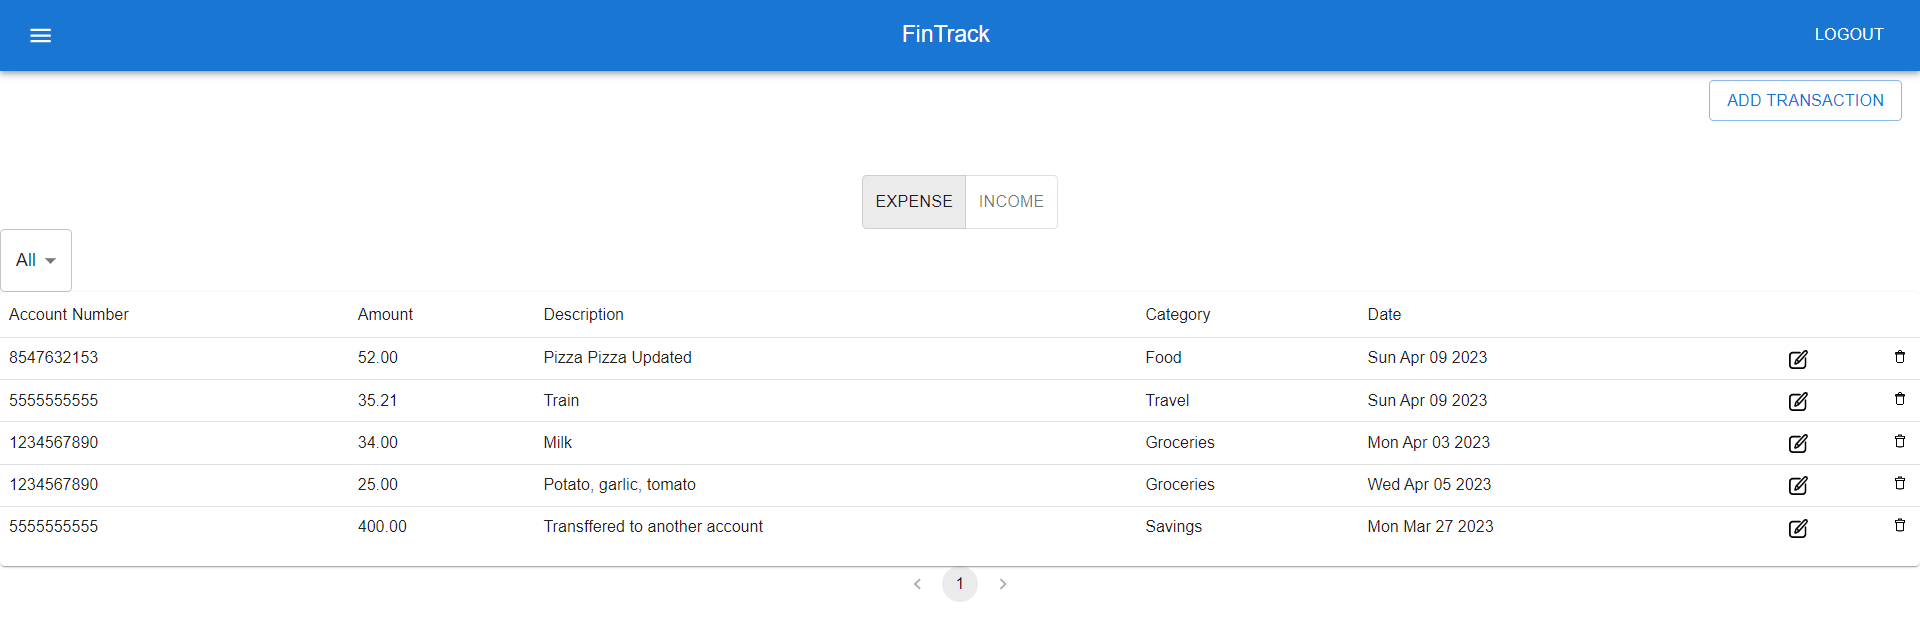 FinTrack LOGOUT
ADD TRANSACTION
EXPENSE INCOME
All
Account Number Amount Description Category Date
8547632153 52.00 Pizza Pizza Updated Food Sun Apr 09 2023
5555555555 35.21 Train Travel Sun Apr 09 2023
1234567890 34.00 Milk Groceries Mon Apr 03 2023
1234567890 25.00 Potato, garlic, tomato Groceries Wed Apr 05 2023
5555555555 400.00 Transffered to another account Savings Mon Mar 27 2023
1